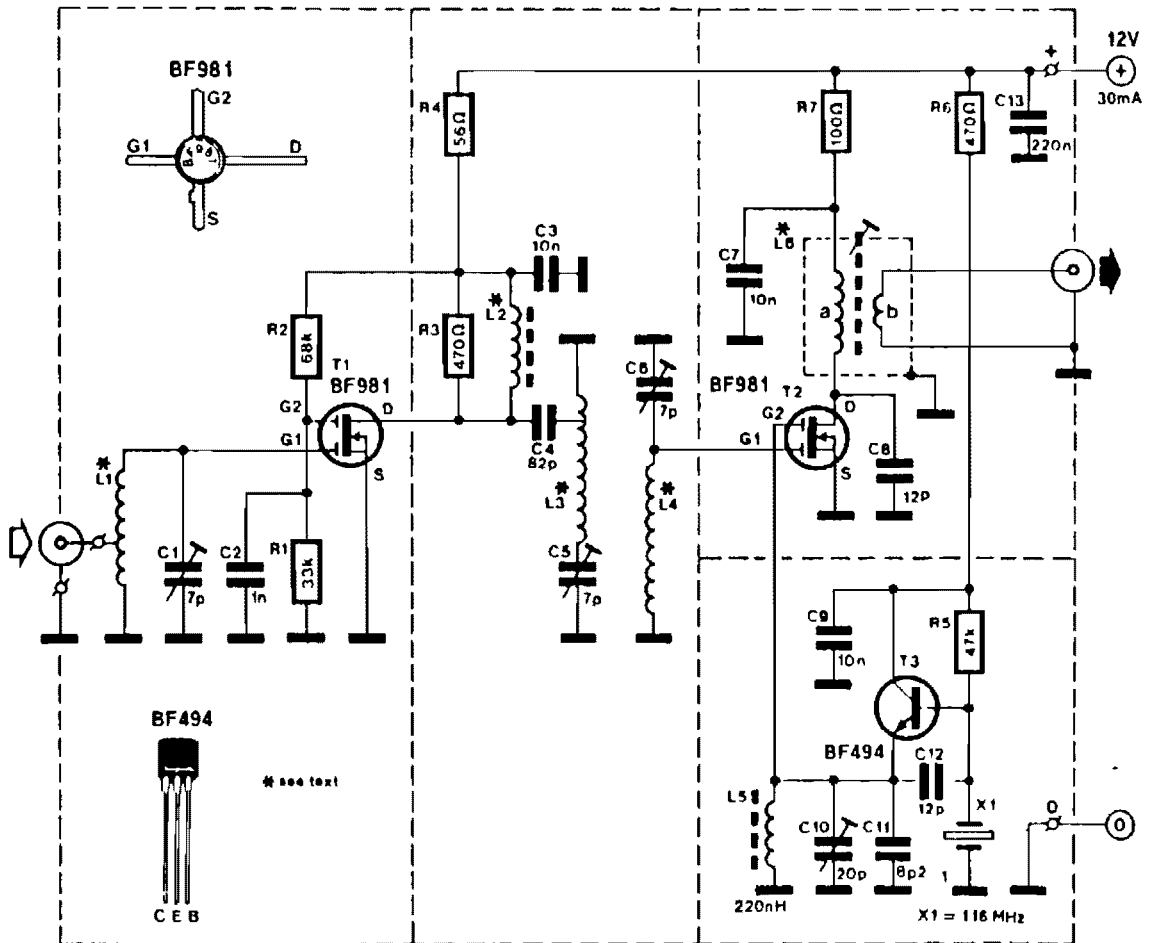 12V
+
30mA
BF981
G2
G1
D
S
R4
56Ω
R7
100Ω
R6
470Ω
C13
220n
C3
10n
*
L2
R2
68k
R3
470Ω
T1
BF981
G2
G1
D
S
C4
82p
*
L3
C5
7p
C6
7p
*
L4
*
L1
C1
7p
C2
1n
R1
33k
C7
10n
*
L6
a
b
BF981
T2
G2
G1
D
S
C8
12p
C9
10n
R5
47k
T3
BF494
C12
12p
X1
1
L5
220nH
C10
20p
C11
8p2
0
X1 = 116 MHz
BF494
C E B
* see text